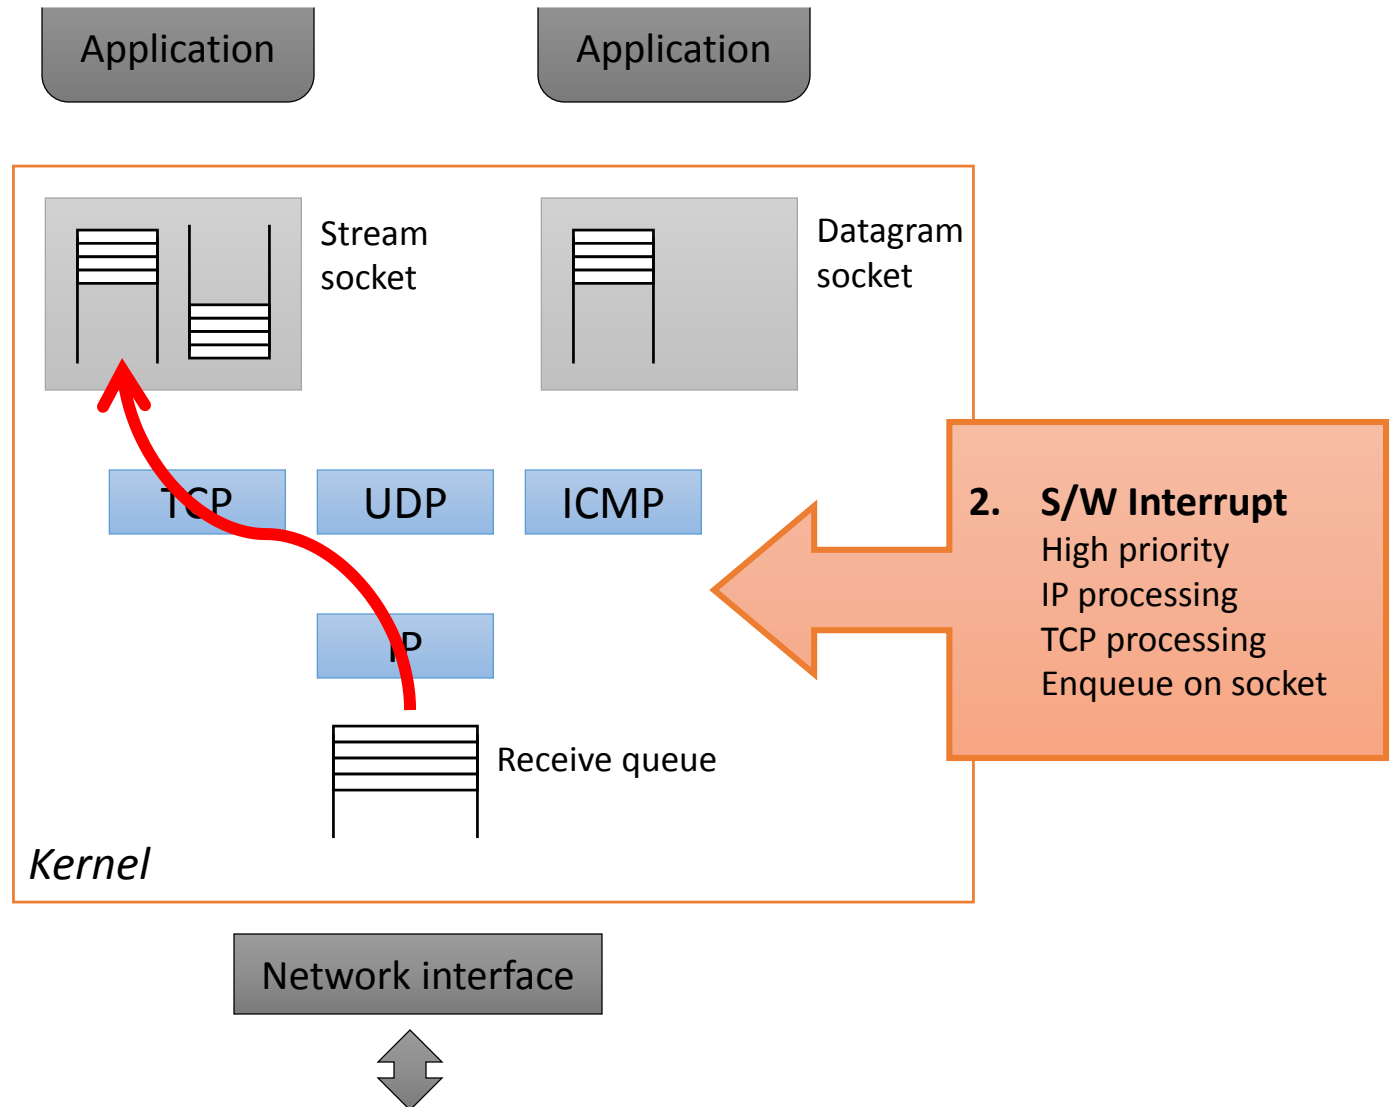 Application
Application
Stream
socket
Datagram
socket
TCP
UDP
ICMP
2. S/W Interrupt
High priority
IP processing
TCP processing
Enqueue on socket
IP
Receive queue
Kernel
Network interface